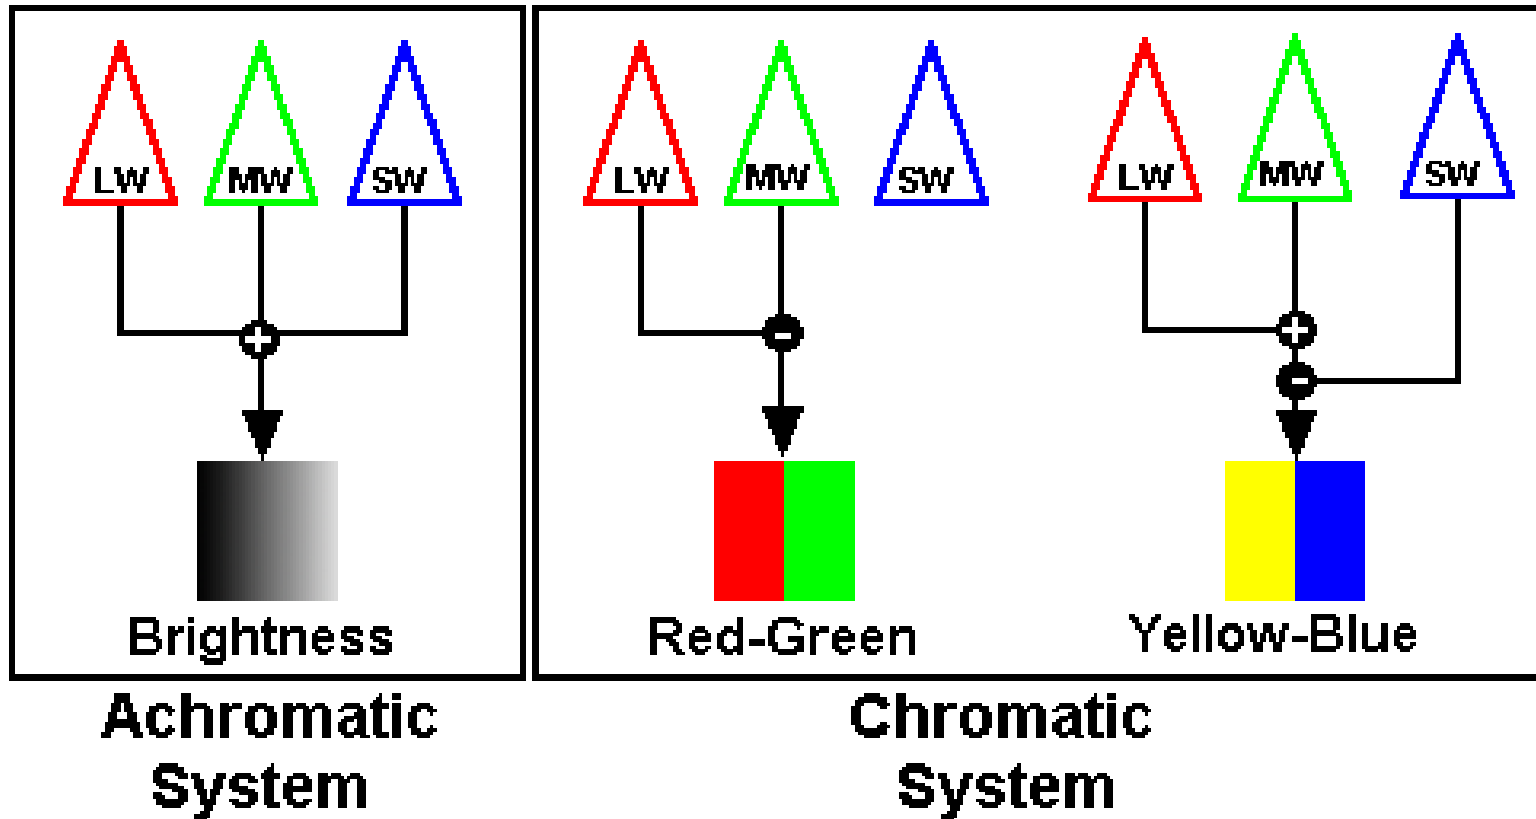 LW MW SW
LW MW SW
LW MW SW
+
-
+
-
Brightness
Red-Green
Yellow-Blue
Achromatic
System
Chromatic
System